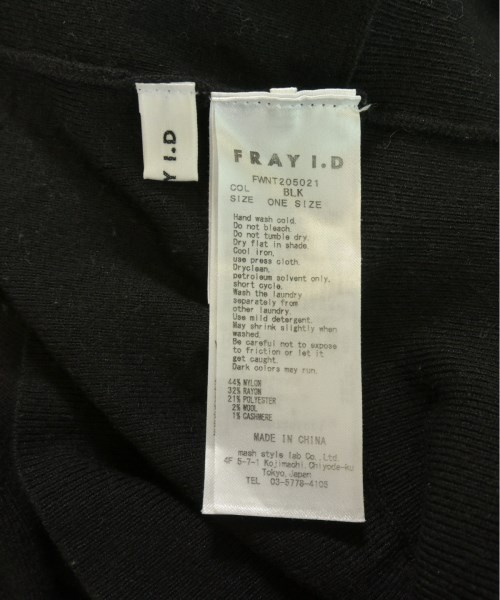 Y I.D
FRAY I.D
FWNT205021
COL BLK
SIZE ONE SIZE
Hand wash cold.
Do not bleach.
Do not tumble dry.
Dry flat in shade.
Cool iron.
use press cloth.
Dryclean.
petroleum solvent only.
short cycle.
Wash the laundry
separately from
other laundry.
Use mild detergent.
May shrink slightly when
washed.
Be careful not to expose
to friction or let it
get caught.
Dark colors may run.
44% NYLON
32% RAYON
21% POLYESTER
2% WOOL
1% CASHMERE
MADE IN CHINA
mash style lab Co., Ltd.
4F 5-7-1 Kojimachi, Chiyoda-ku
Tokyo, Japan
TEL 03-5778-4105